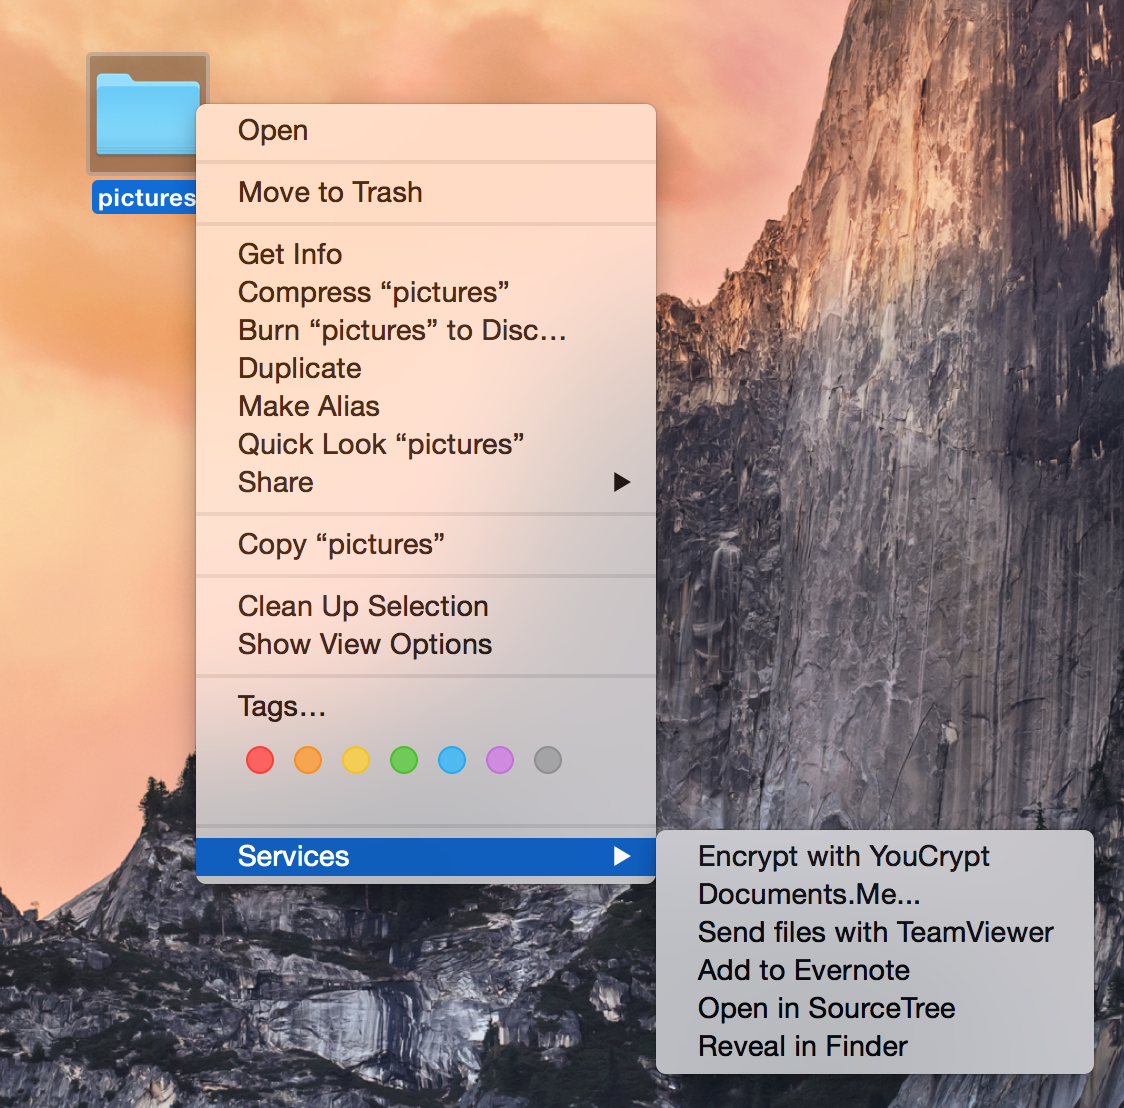 pictures
Open
Move to Trash
Get Info
Compress “pictures”
Burn “pictures” to Disc...
Duplicate
Make Alias
Quick Look “pictures”
Share
Copy “pictures”
Clean Up Selection
Show View Options
Tags...
Services
Encrypt with YouCrypt
Documents.Me...
Send files with TeamViewer
Add to Evernote
Open in SourceTree
Reveal in Finder